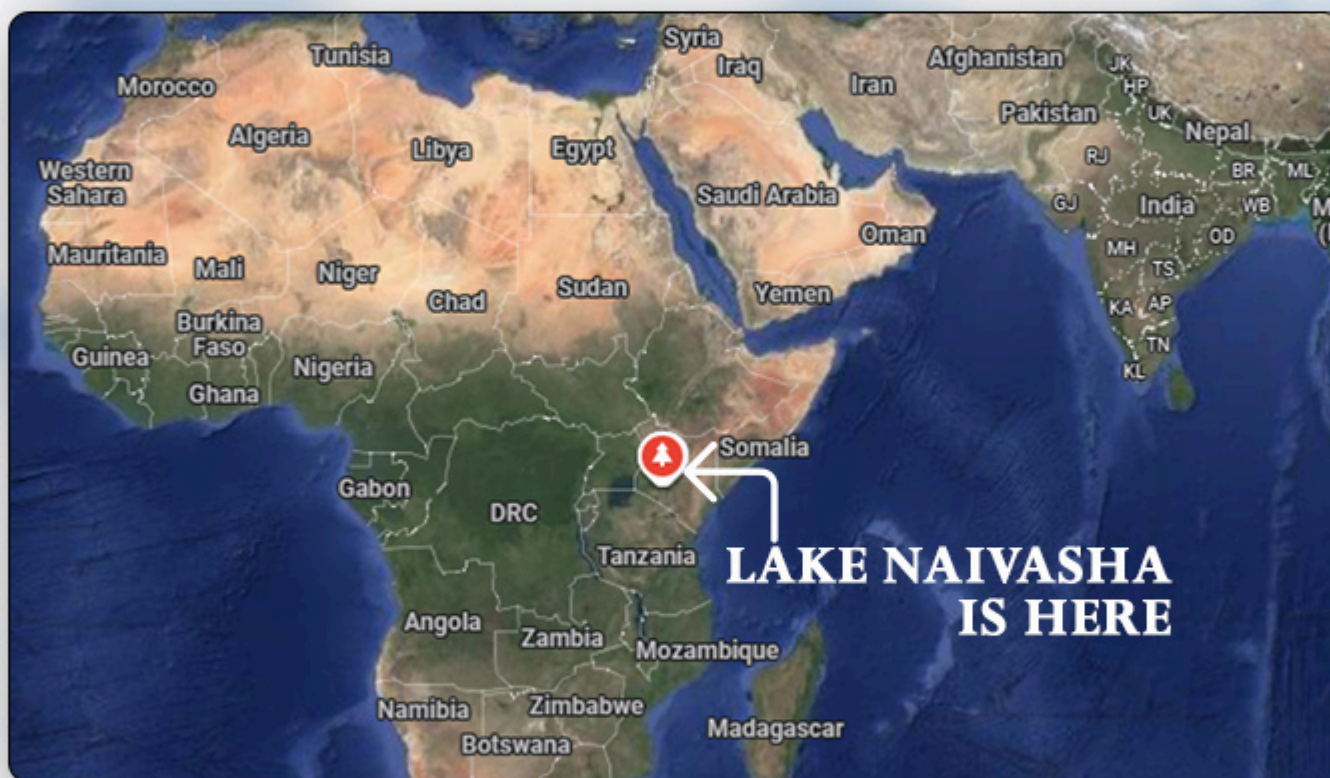 Syria
Tunisia
Iraq
Afghanistan
JK
Morocco
Iran
HP
Pakistan
UK
Algeria
Libya
Egypt
Nepal
RJ
Western
Sahara
Saudi Arabia
BR
ML
GJ
India
WB
M
(
Oman
OD
Mauritania
Mali
Niger
MH
TS
Chad
Sudan
Yemen
KA
AP
Burkina
Faso
TN
Guinea
Nigeria
KL
Ghana
Somalia
Gabon
DRC
Tanzania
LAKE NAIVASHA
IS HERE
Angola
Zambia
Mozambique
Namibia
Zimbabwe
Madagascar
Botswana